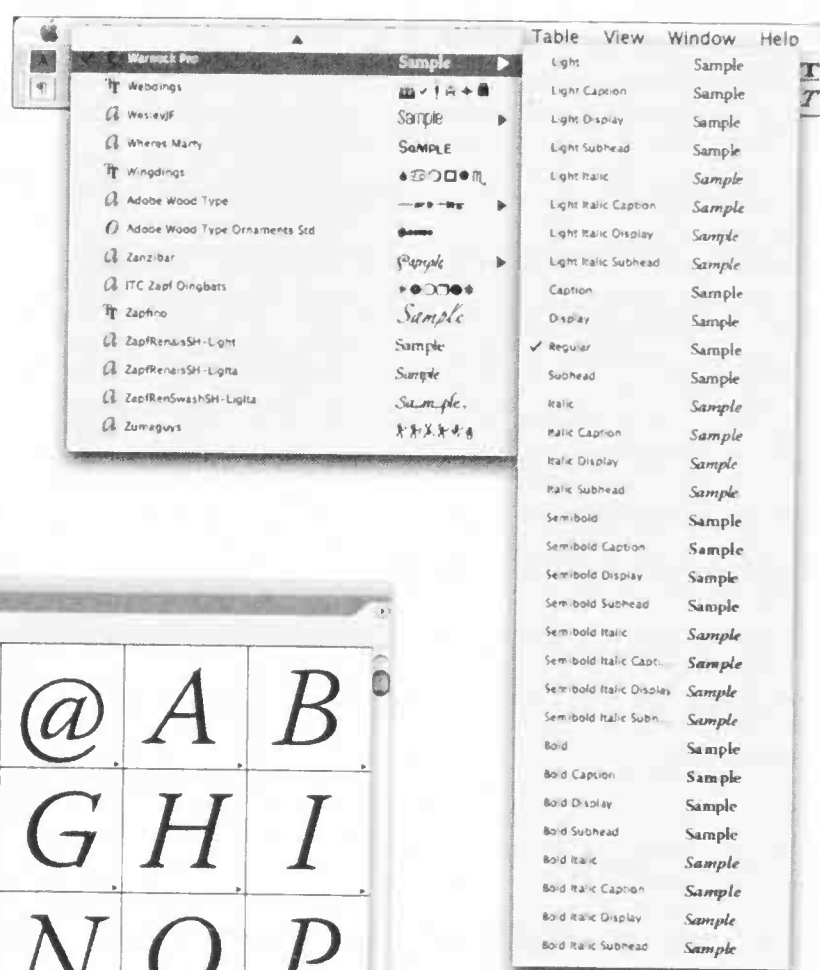 Table View Window Help
Warnock Pro Sample
Webdings
WesleyJF Sample
Wheres Marty SaMPLE
Wingdings
Adobe Wood Type
Adobe Wood Type Ornaments Std
Zanzibar Sample
ITC Zapf Dingbats
Zapfino Sample
ZapfRenaisSH-Light Sample
ZapfRenaisSH-LigIta Sample
ZapfRenSwashSH-LigIta Sample.
Zumaguys
Light Sample
Light Caption Sample
Light Display Sample
Light Subhead Sample
Light Italic Sample
Light Italic Caption Sample
Light Italic Display Sample
Light Italic Subhead Sample
Caption Sample
Display Sample
✓ Regular Sample
Subhead Sample
Italic Sample
Italic Caption Sample
Italic Display Sample
Italic Subhead Sample
Semibold Sample
Semibold Caption Sample
Semibold Display Sample
Semibold Subhead Sample
Semibold Italic Sample
Semibold Italic Capt... Sample
Semibold Italic Display Sample
Semibold Italic Subh... Sample
Bold Sample
Bold Caption Sample
Bold Display Sample
Bold Subhead Sample
Bold Italic Sample
Bold Italic Caption Sample
Bold Italic Display Sample
Bold Italic Subhead Sample
@ A B
G H I
N O P